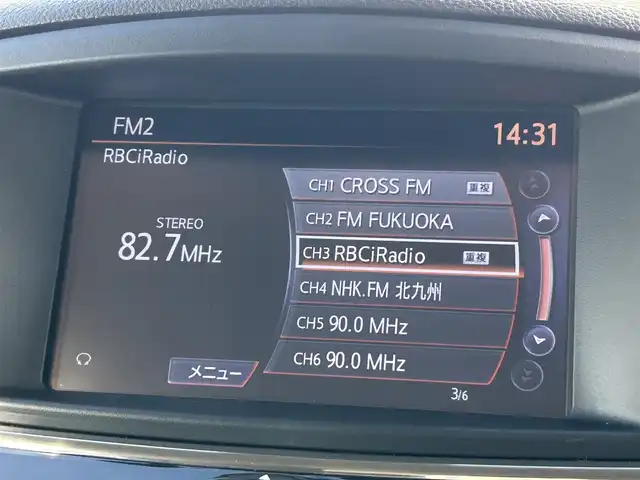 FM2
14:31
RBCiRadio
STEREO
82.7MHz
CH1 CROSS FM 重複
CH2 FM FUKUOKA
CH3 RBCiRadio 重複
CH4 NHK.FM 北九州
CH5 90.0 MHz
CH6 90.0 MHz
メニュー
3/6